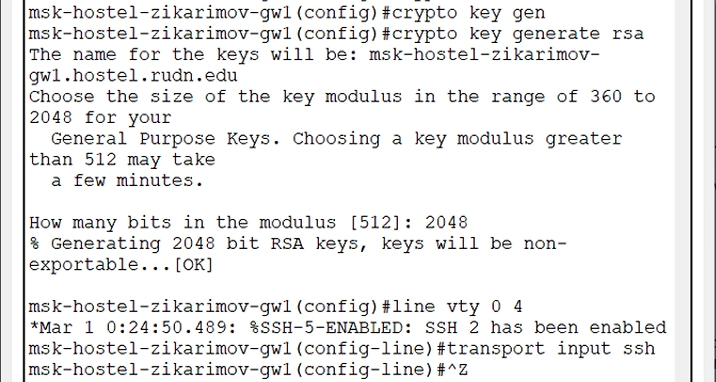 msk-hostel-zikarimov-gw1(config)#crypto key gen
msk-hostel-zikarimov-gw1(config)#crypto key generate rsa
The name for the keys will be: msk-hostel-zikarimov-
gw1.hostel.rudn.edu
Choose the size of the key modulus in the range of 360 to
2048 for your
General Purpose Keys. Choosing a key modulus greater
than 512 may take
a few minutes.
How many bits in the modulus [512]: 2048
% Generating 2048 bit RSA keys, keys will be non-
exportable...[OK]
msk-hostel-zikarimov-gw1(config)#line vty 0 4
*Mar 1 0:24:50.489: %SSH-5-ENABLED: SSH 2 has been enabled
msk-hostel-zikarimov-gw1(config-line)#transport input ssh
msk-hostel-zikarimov-gw1(config-line)#^Z